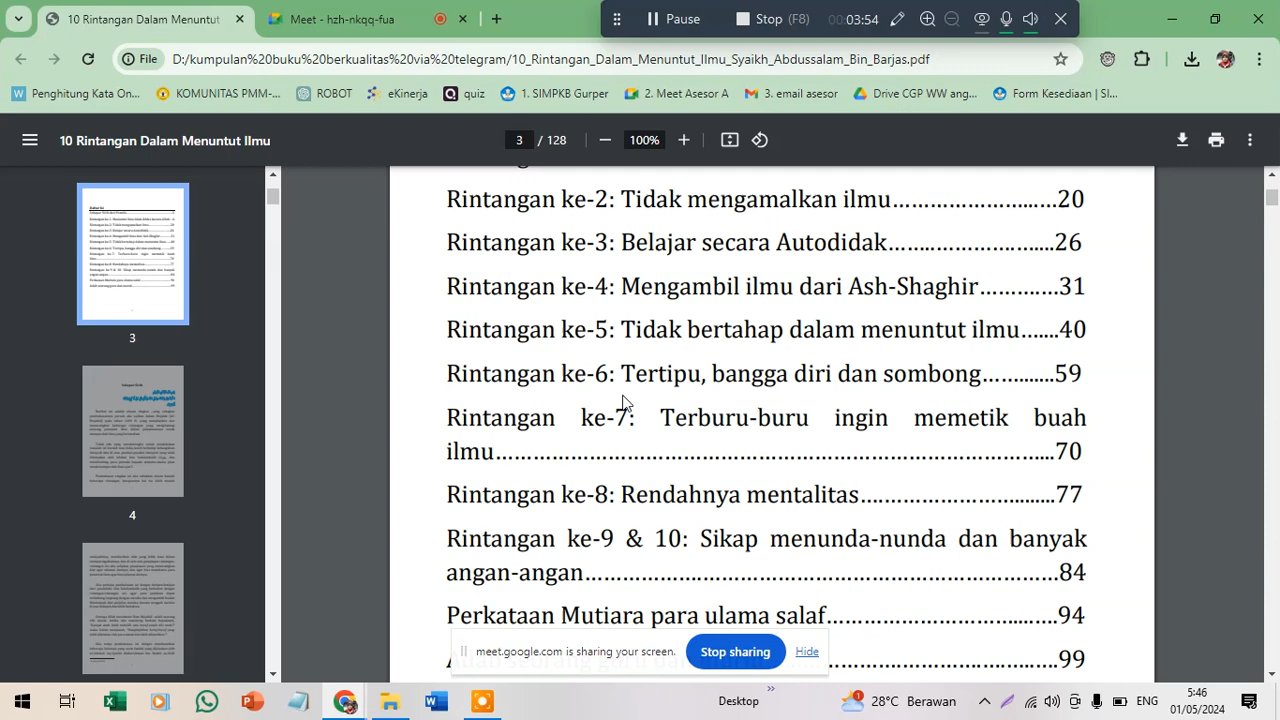 10 Rintangan Dalam Menuntut
Meet - hzh-nkqq-fua
Pause
Stop (F8)
00:03:54
File
D:/kumpulan%20buku%20berkualitas%20via%20telegram/10_Rintangan_Dalam_Menuntut_Ilmu_Syaikh_Abdussalam_Bin_Barjas.pdf
Penghitung Kata On...
KOMUNITAS PMM-...
ROBOT
eKinerja
quiz
1. SIMPKB Gurper
2. Meet Asesor A
3. email asesor
Drive CGP WW ang...
Form Kesediaan | SI...
10 Rintangan Dalam Menuntut Ilmu
3 / 128
100%
3
4
Rintangan ke-2: Tidak mengamalkan ilmu……………………..….20
Rintangan ke-3: Belajar secara Autodidak…..………………….…26
Rintangan ke-4: Mengambil ilmu dari Ash-Shaghir………..….31
Rintangan ke-5: Tidak bertahap dalam menuntut ilmu…....40
Rintangan ke-6: Tertipu, bangga diri dan sombong…….......59
Rintangan ke-7: Terburu-buru ingin memetik buah
ilmu……………………………………………………………………………...70
Rintangan ke-8: Rendahnya mentalitas….…………………….......77
Rintangan ke-9 & 10: Sikap menunda-nunda dan banyak
angan-angan…………………………………………………………………84
Perkataan Mutiara para ulama salaf…………………………………94
………………………………...99
meet.google.com is sharing your screen.
Stop sharing
Hide
Desktop
28°C Berawan
ENG
5:46
01/05/2024